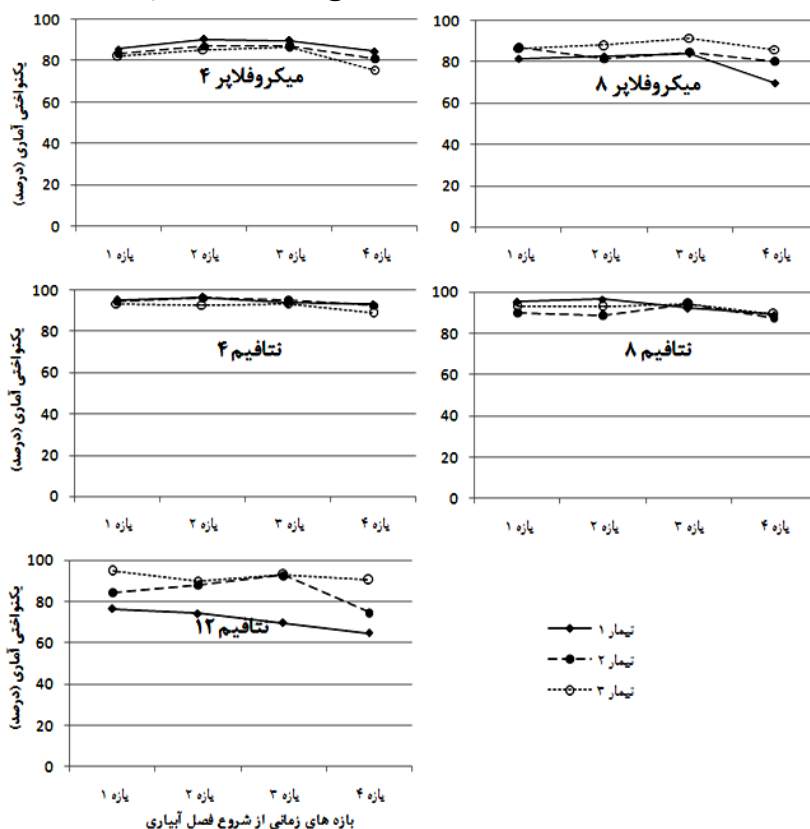 یکنواختی آماری (درصد)
100
80
60
40
20
0
میکروفلاپر ۴
بازه ۱ بازه ۲ بازه ۳ بازه ۴
100
80
60
40
20
0
میکروفلاپر ۸
بازه ۱ بازه ۲ بازه ۳ بازه ۴
یکنواختی آماری (درصد)
100
80
60
40
20
0
نتافیم ۴
بازه ۱ بازه ۲ بازه ۳ بازه ۴
100
80
60
40
20
0
نتافیم ۸
بازه ۱ بازه ۲ بازه ۳ بازه ۴
یکنواختی آماری (درصد)
100
80
60
40
20
0
نتافیم ۱۲
بازه ۱ بازه ۲ بازه ۳ بازه ۴
بازه های زمانی از شروع فصل آبیاری
تیمار ۱
تیمار ۲
تیمار ۳